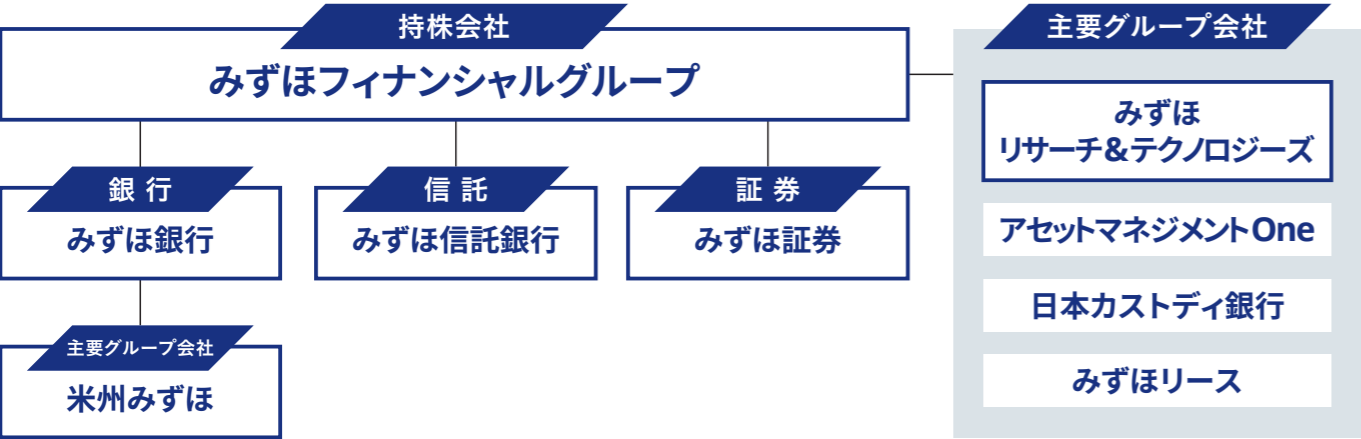 持株会社
みずほフィナンシャルグループ
銀行
みずほ銀行
信託
みずほ信託銀行
証券
みずほ証券
主要グループ会社
米州みずほ
主要グループ会社
みずほ
リサーチ&テクノロジーズ
アセットマネジメントOne
日本カストディ銀行
みずほリース